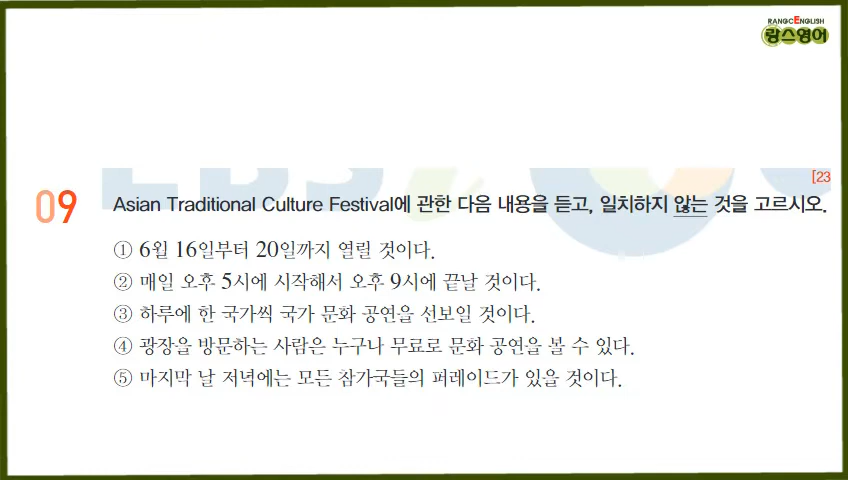 RANGCENGLISH
랑스영어
[23
09 Asian Traditional Culture Festival에 관한 다음 내용을 듣고, 일치하지 않는 것을 고르시오.
① 6월 16일부터 20일까지 열릴 것이다.
② 매일 오후 5시에 시작해서 오후 9시에 끝날 것이다.
③ 하루에 한 국가씩 국가 문화 공연을 선보일 것이다.
④ 광장을 방문하는 사람은 누구나 무료로 문화 공연을 볼 수 있다.
⑤ 마지막 날 저녁에는 모든 참가국들의 퍼레이드가 있을 것이다.